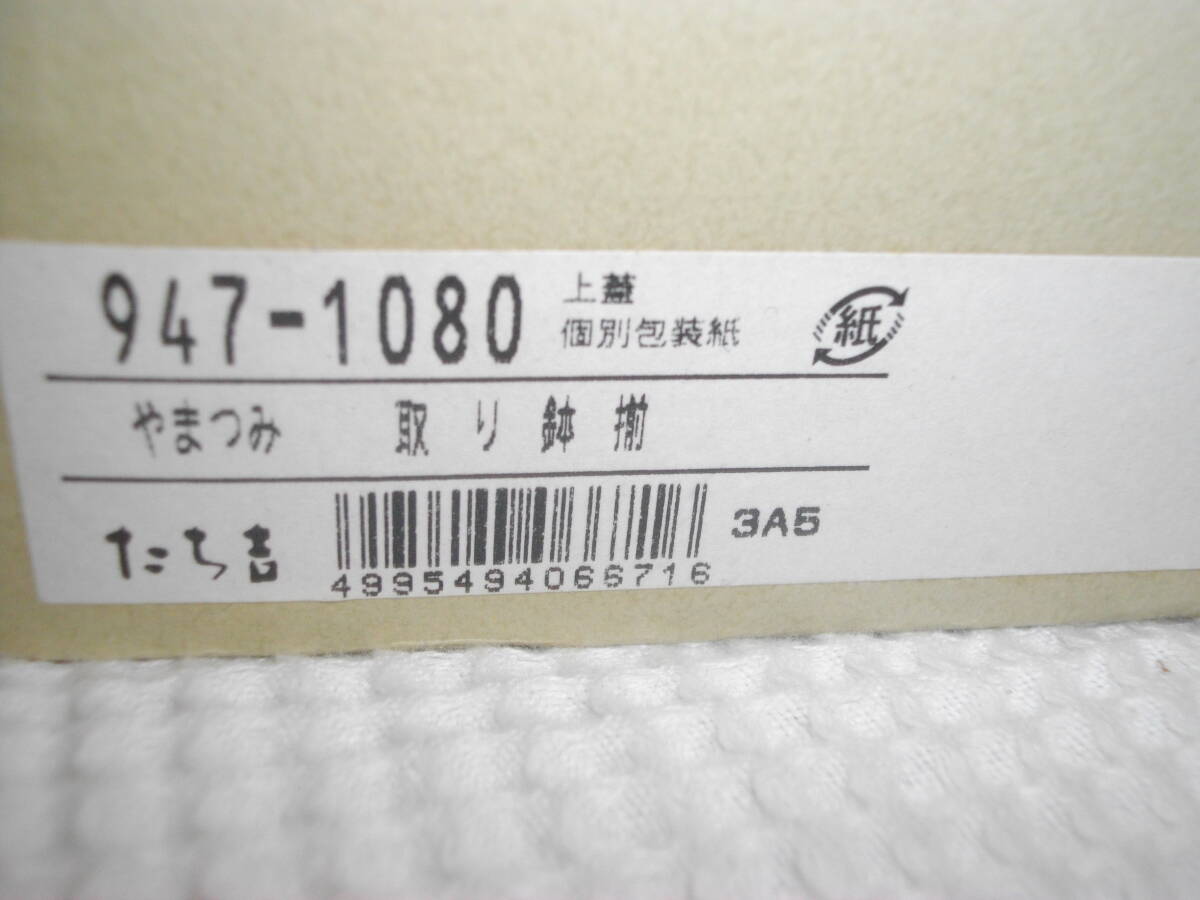 947-1080
上蓋
個別包装紙
紙
やまつみ 取り鉢揃
たち吉
3A5
4995494066716